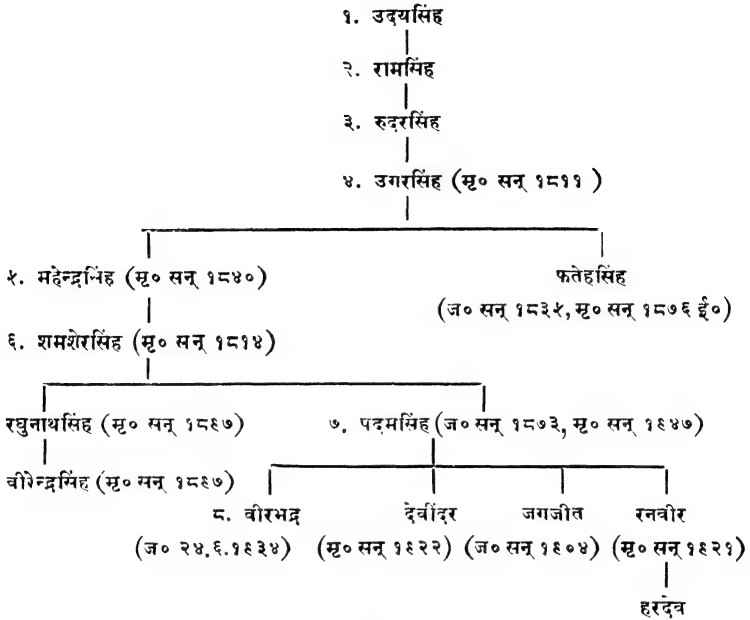 १. उदयसिंह
२. रामसिंह
३. रुदरसिंह
४. उगरसिंह (मृ० सन् १८११ )
५. महेन्द्रसिंह (मृ० सन् १८४०)
फतेहसिंह
(ज० सन् १८३५, मृ० सन् १८७६ ई०)
६. शमशेरसिंह (मृ० सन् १८१४)
रघुनाथसिंह (मृ० सन् १८९७)
७. पदमसिंह (ज० सन् १८७३, मृ० सन् १९४७)
वीरेन्द्रसिंह (मृ० सन् १८९७)
८. वीरभद्र देवींदर जगजीत रनवीर
(ज० २४.६.१९३४) (मृ० सन् १९२२) (ज० सन् १९०४) (मृ० सन् १९२१)
हरदेव